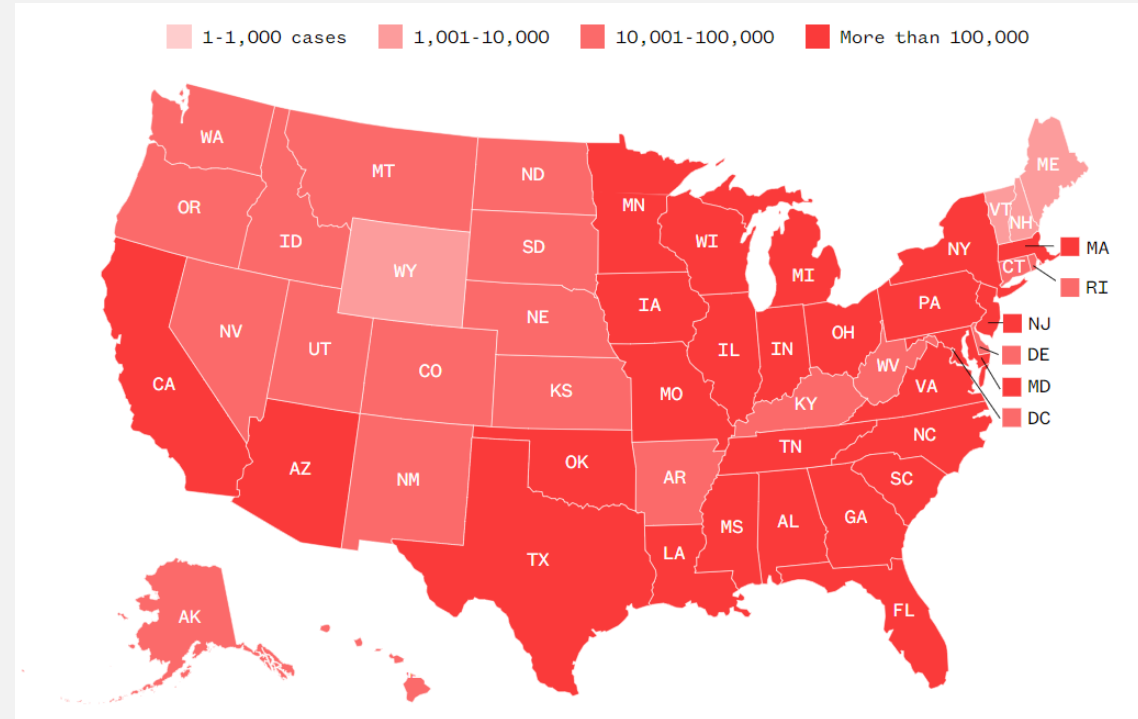 1-1,000 cases 1,001-10,000 10,001-100,000 More than 100,000
WA
MT
ND
MN
OR
ID
SD
WI
MI
NY
VT
NH
ME
MA
WY
CT
RI
NV
UT
NE
IA
PA
NJ
CO
IL
IN
OH
DE
CA
KS
MO
WV
VA
MD
KY
DC
AZ
NM
OK
AR
TN
NC
SC
TX
LA
MS
AL
GA
FL
AK